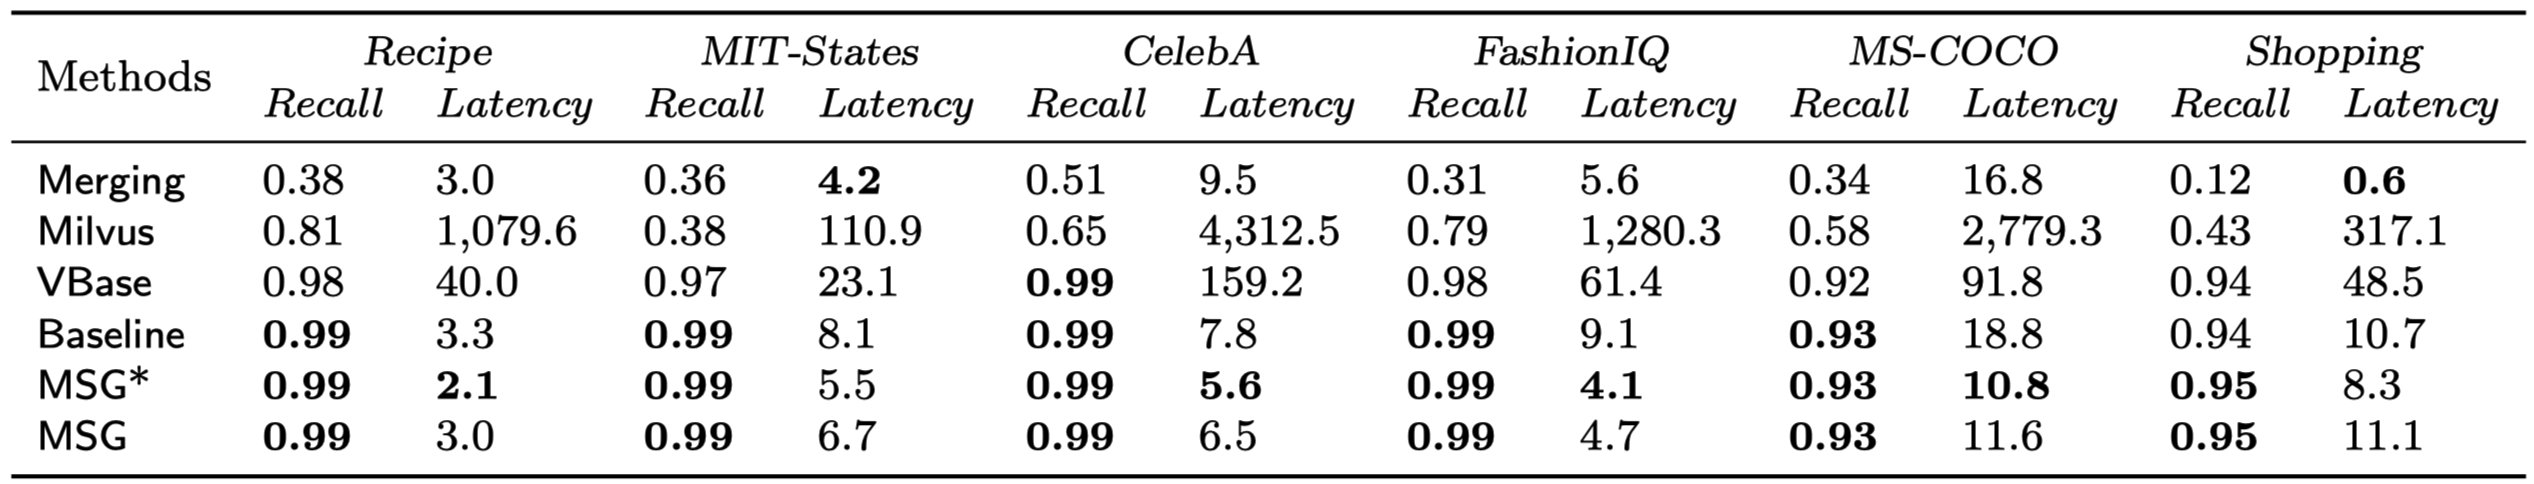 Methods Recipe MIT-States CelebA FashionIQ MS-COCO Shopping
Recall Latency Recall Latency Recall Latency Recall Latency Recall Latency Recall Latency
Merging 0.38 3.0 0.36 4.2 0.51 9.5 0.31 5.6 0.34 16.8 0.12 0.6
Milvus 0.81 1,079.6 0.38 110.9 0.65 4,312.5 0.79 1,280.3 0.58 2,779.3 0.43 317.1
VBase 0.98 40.0 0.97 23.1 0.99 159.2 0.98 61.4 0.92 91.8 0.94 48.5
Baseline 0.99 3.3 0.99 8.1 0.99 7.8 0.99 9.1 0.93 18.8 0.94 10.7
MSG* 0.99 2.1 0.99 5.5 0.99 5.6 0.99 4.1 0.93 10.8 0.95 8.3
MSG 0.99 3.0 0.99 6.7 0.99 6.5 0.99 4.7 0.93 11.6 0.95 11.1